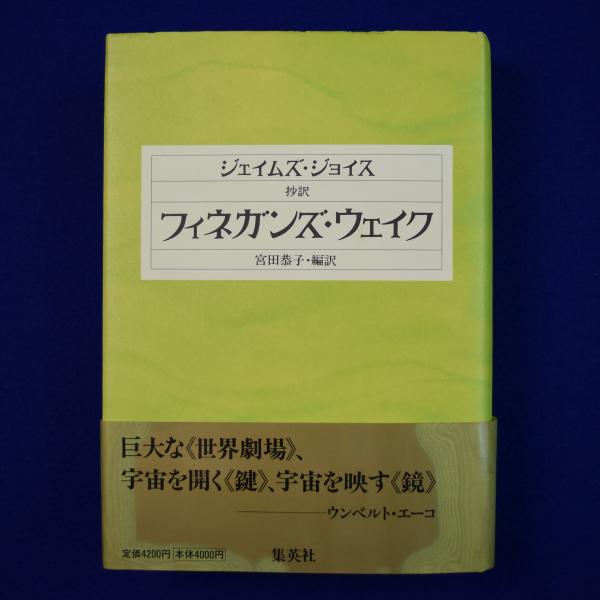 ジェイムズ・ジョイス
抄訳
フィネガンズ・ウェイク
宮田恭子・編訳
巨大な《世界劇場》、
宇宙を開く《鍵》、宇宙を映す《鏡》
――ウンベルト・エーコ
定価4200円 本体4000円
集英社